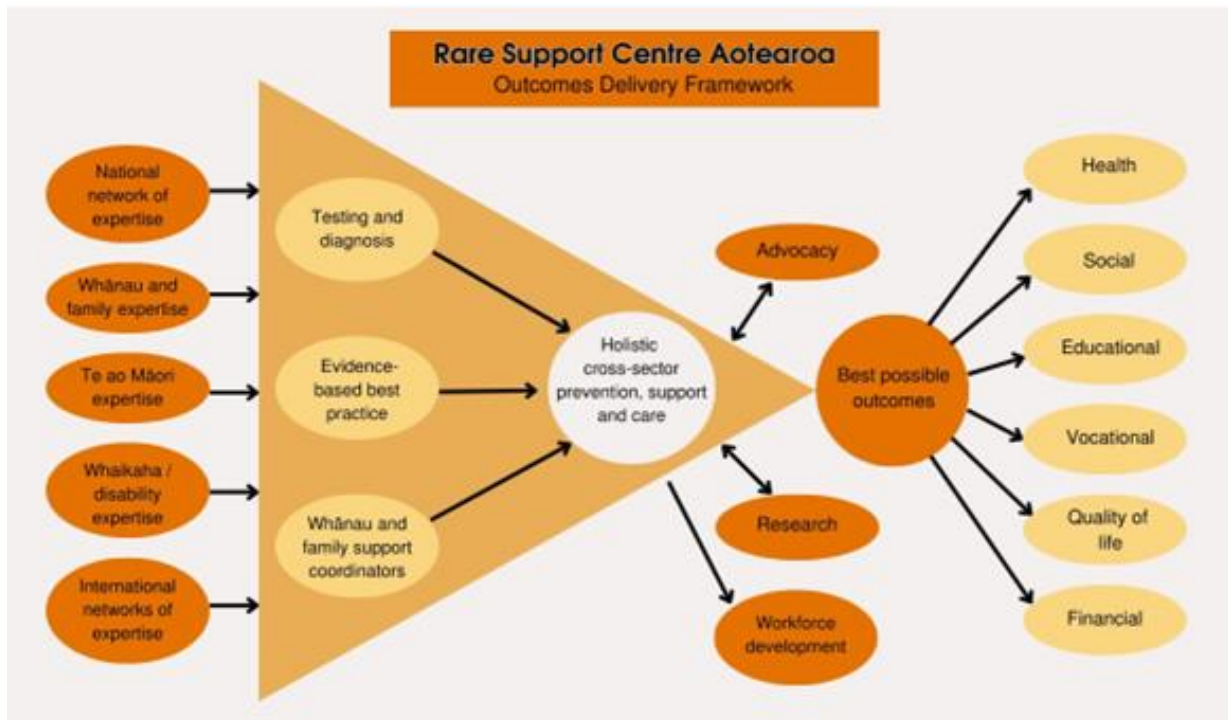 Rare Support Centre Aotearoa
Outcomes Delivery Framework
National
network of
expertise
Whānau and
family expertise
Te ao Māori
expertise
Whaikaha /
disability
expertise
International
networks of
expertise
Testing and
diagnosis
Evidence-
based best
practice
Whānau and
family support
coordinators
Holistic
cross-sector
prevention, support
and care
Advocacy
Research
Workforce
development
Best possible
outcomes
Health
Social
Educational
Vocational
Quality of
life
Financial